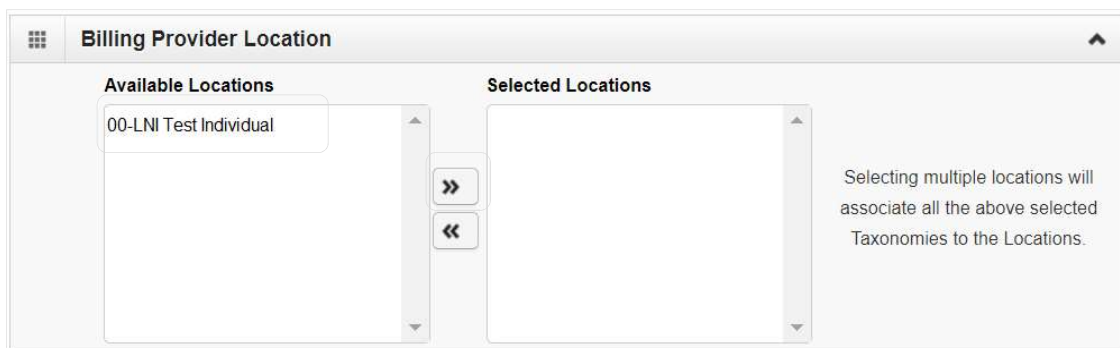 Billing Provider Location
Available Locations
Selected Locations
00-LNI Test Individual
»
«
Selecting multiple locations will
associate all the above selected
Taxonomies to the Locations.